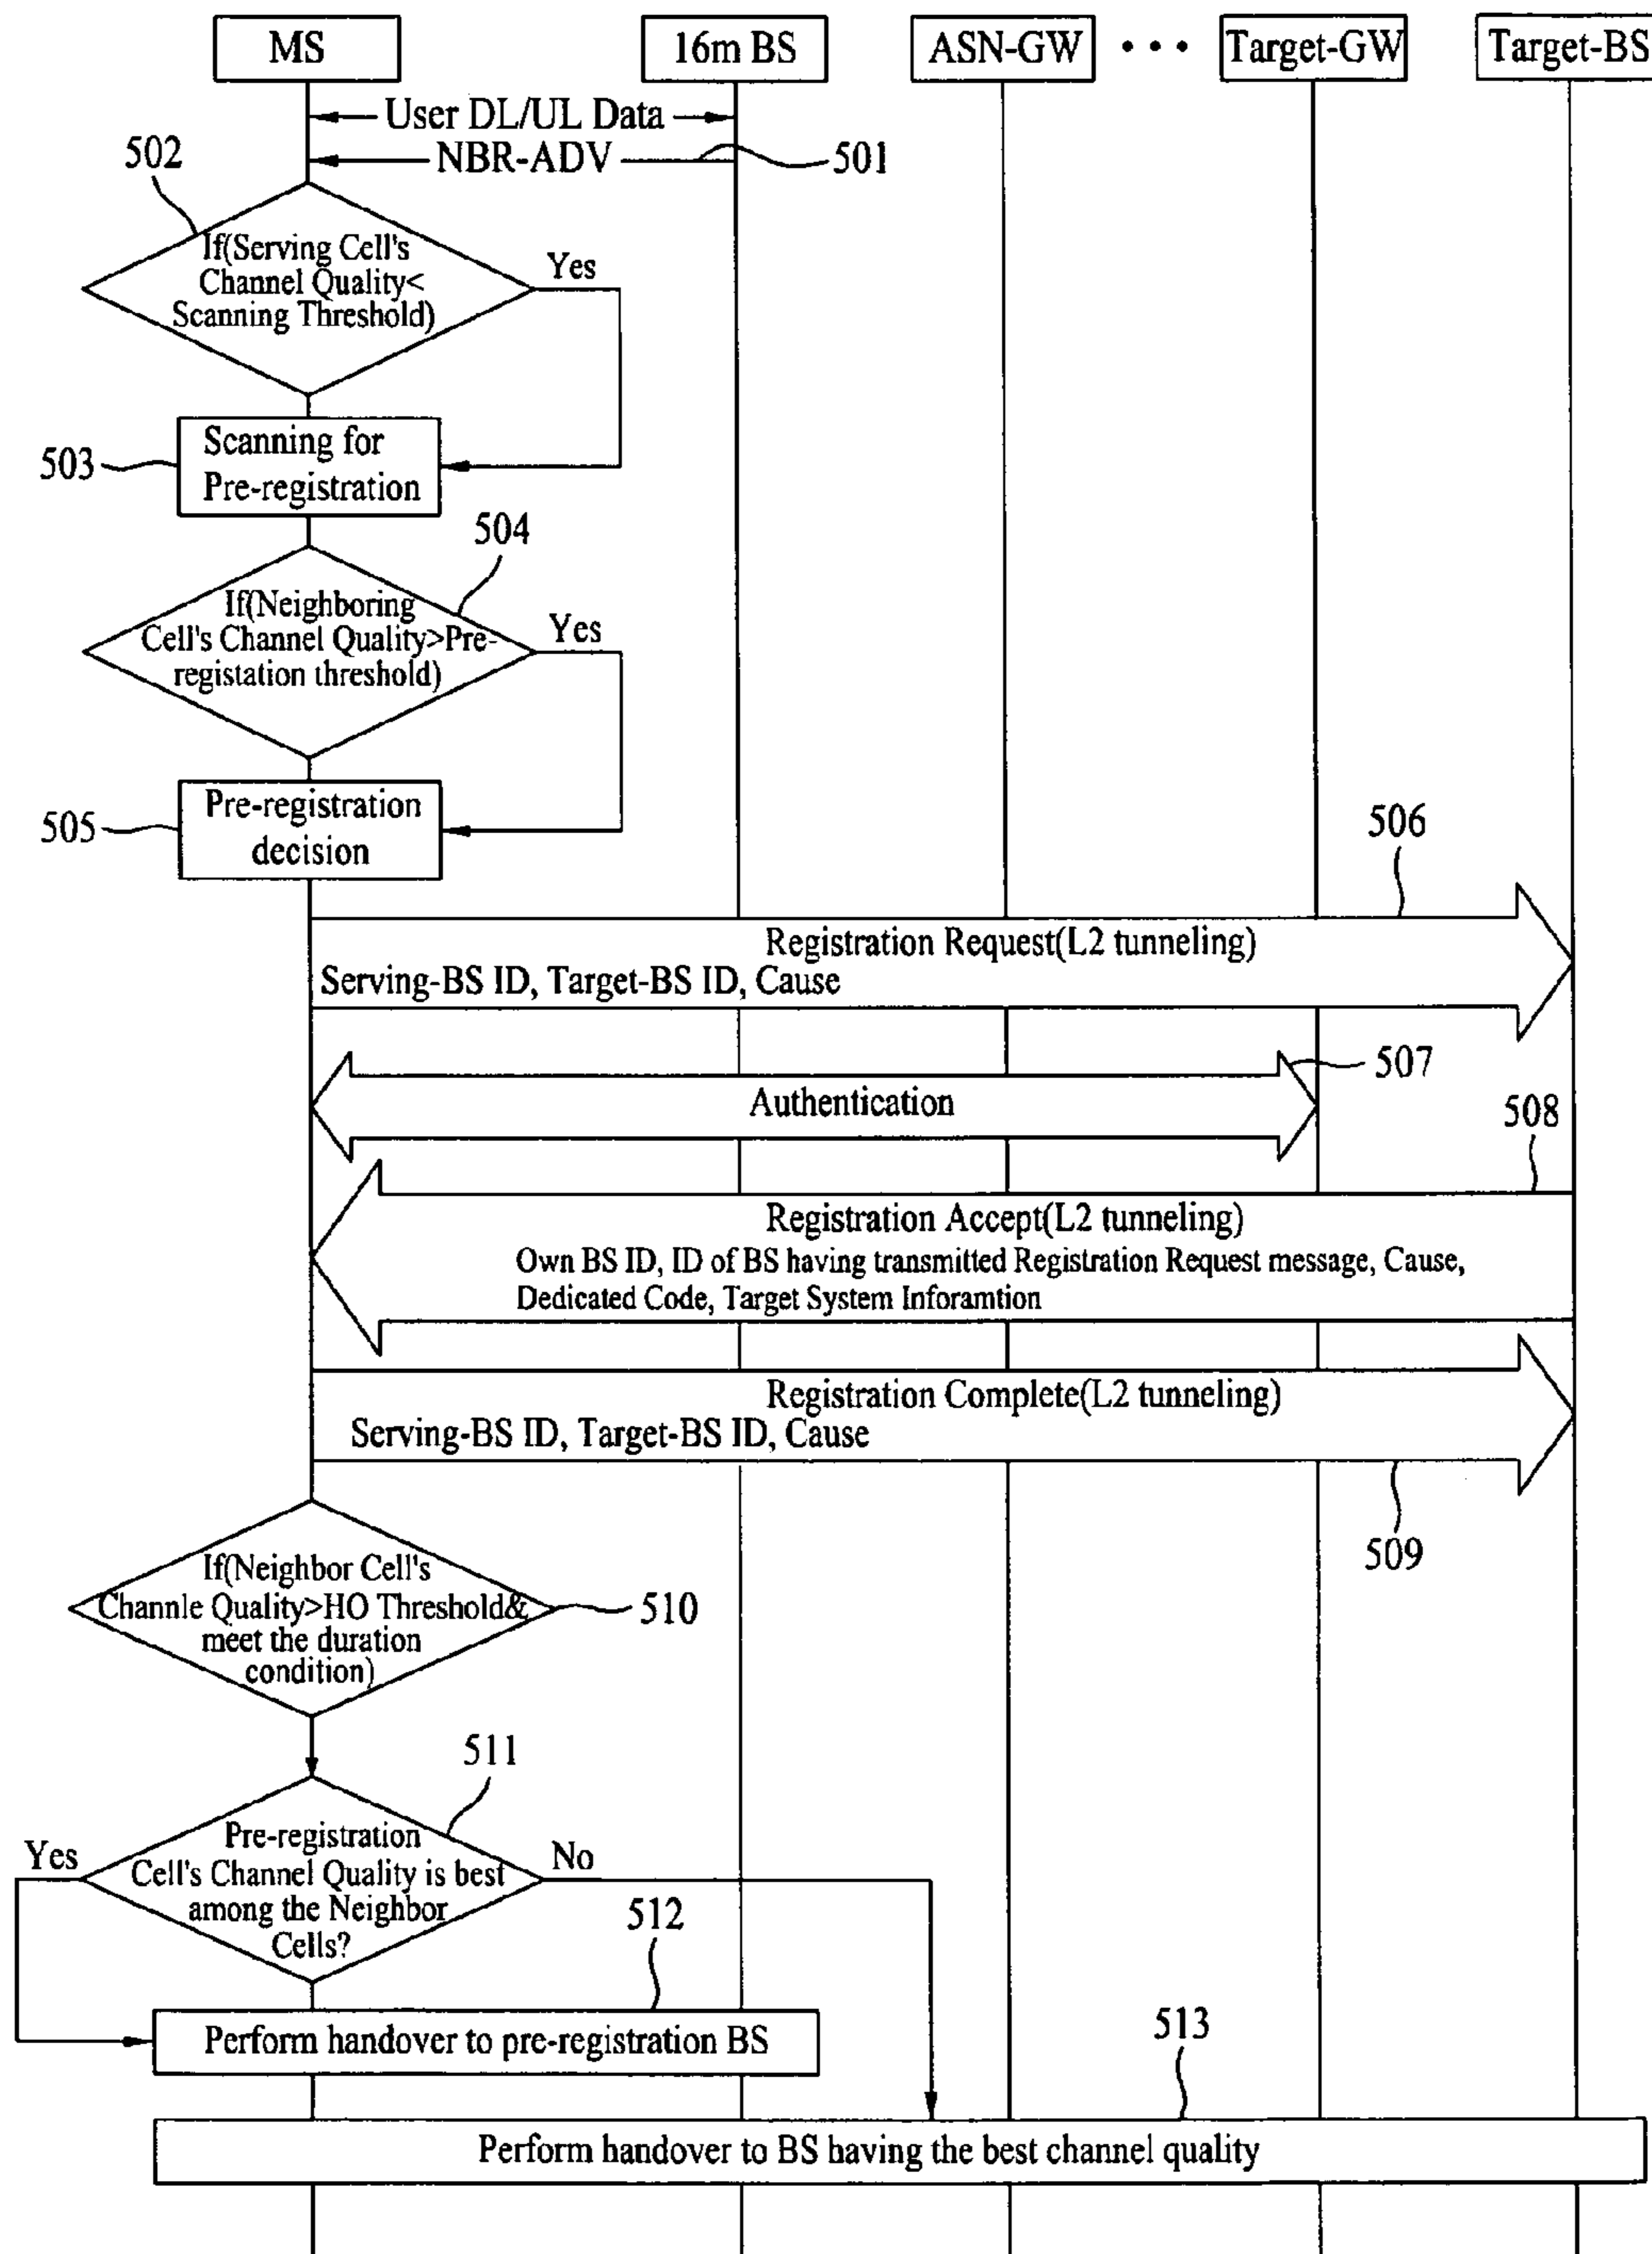 MS
16m BS
ASN-GW
• • •
Target-GW
Target-BS
User DL/UL Data
NBR-ADV
501
502
If(Serving Cell's
Channel Quality<
Scanning Threshold)
Yes
503
Scanning for
Pre-registration
504
If(Neighboring
Cell's Channel Quality>Pre-
registation threshold)
Yes
505
Pre-registration
decision
506
Registration Request(L2 tunneling)
Serving-BS ID, Target-BS ID, Cause
507
Authentication
508
Registration Accept(L2 tunneling)
Own BS ID, ID of BS having transmitted Registration Request message, Cause,
Dedicated Code, Target System Inforamtion
Registration Complete(L2 tunneling)
Serving-BS ID, Target-BS ID, Cause
509
If(Neighbor Cell's
Channle Quality>HO Threshold&
meet the duration
condition)
510
511
Pre-registration
Cell's Channel Quality is best
among the Neighbor
Cells?
Yes
No
512
Perform handover to pre-registration BS
513
Perform handover to BS having the best channel quality